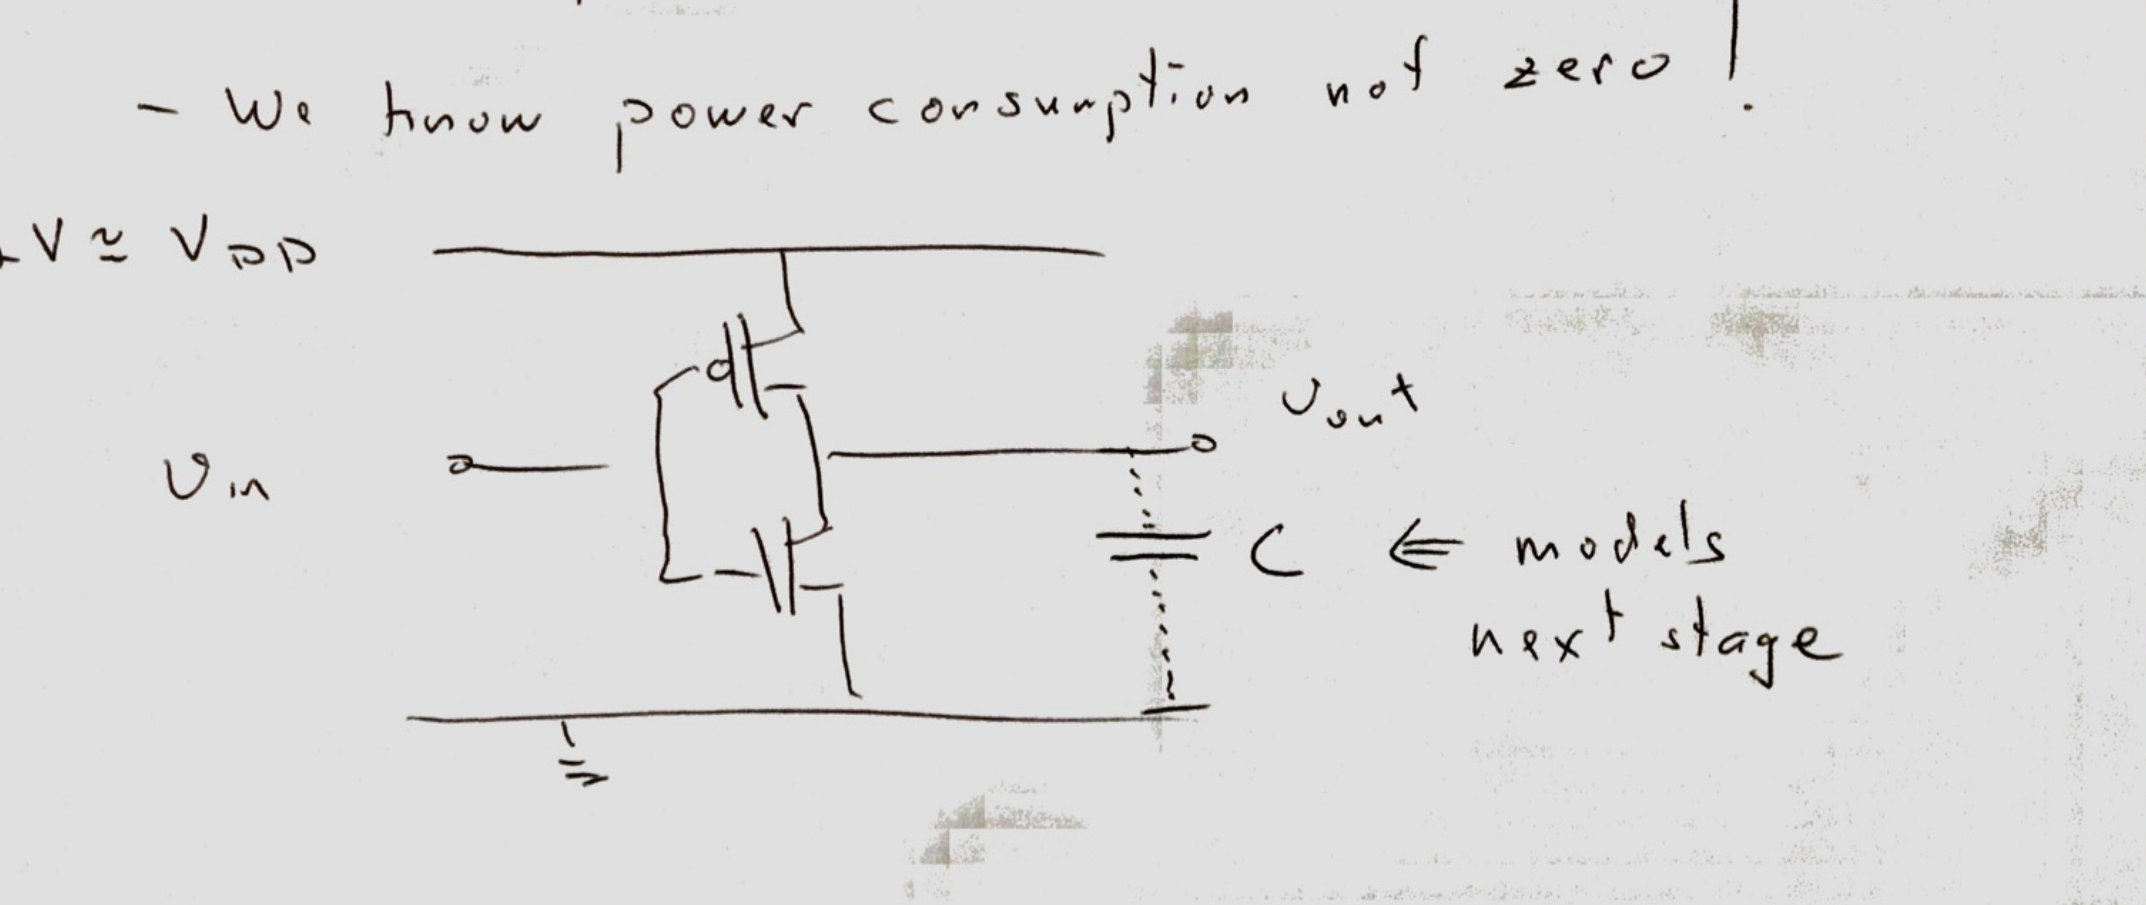 - We know power consumption not zero!
+V ≃ VDD
vout
vin
C ⇐ models
next stage